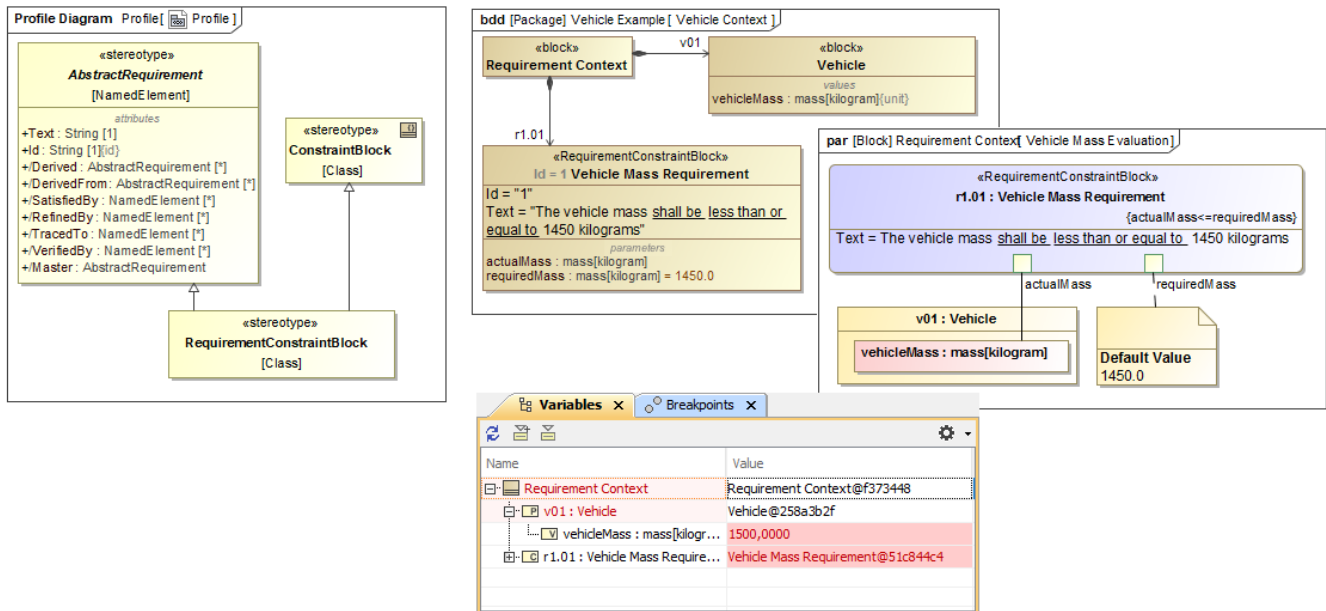 Profile Diagram Profile[ Profile ]
«stereotype»
AbstractRequirement
[NamedElement]
attributes
+Text : String [1]
+Id : String [1]{id}
+/Derived : AbstractRequirement [*]
+/DerivedFrom : AbstractRequirement [*]
+/SatisfiedBy : NamedElement [*]
+/RefinedBy : NamedElement [*]
+/TracedTo : NamedElement [*]
+/VerifiedBy : NamedElement [*]
+/Master : AbstractRequirement
«stereotype»
ConstraintBlock
[Class]
«stereotype»
RequirementConstraintBlock
[Class]
bdd [Package] Vehicle Example [ Vehicle Context ]
«block»
Requirement Context
v01
«block»
Vehicle
values
vehicleMass : mass[kilogram]{unit}
r1.01
«RequirementConstraintBlock»
Id = 1 Vehicle Mass Requirement
Id = "1"
Text = "The vehicle mass shall be less than or
equal to 1450 kilograms"
parameters
actualMass : mass[kilogram]
requiredMass : mass[kilogram] = 1450.0
par [Block] Requirement Context[ Vehicle Mass Evaluation]
«RequirementConstraintBlock»
r1.01 : Vehicle Mass Requirement
{actualMass<=requiredMass}
Text = The vehicle mass shall be less than or equal to 1450 kilograms
actualMass
requiredMass
v01 : Vehicle
vehicleMass : mass[kilogram]
Default Value
1450.0
Variables
Breakpoints
Name
Value
Requirement Context
Requirement Context@f373448
v01 : Vehicle
Vehicle@258a3b2f
vehicleMass : mass[kilogr...
1500,0000
r1.01 : Vehicle Mass Require...
Vehicle Mass Requirement@51c844c4